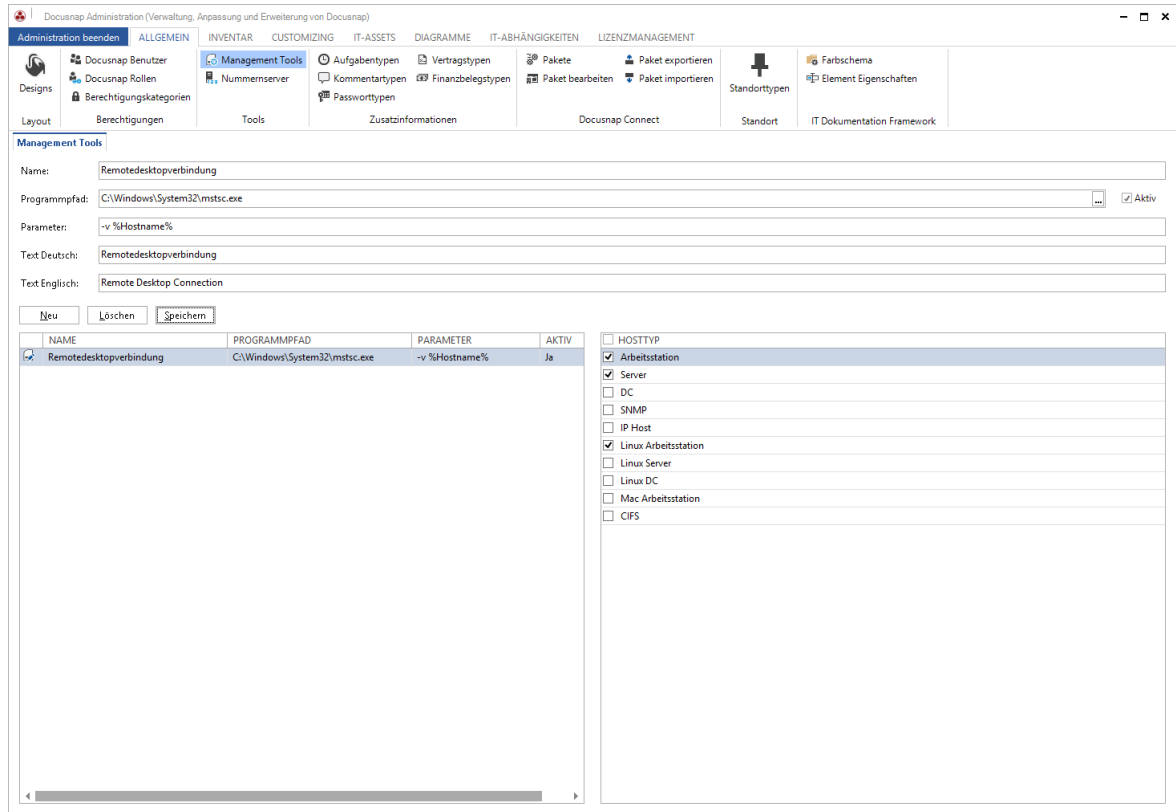 Docusnap Administration (Verwaltung, Anpassung und Erweiterung von Docusnap)
Administration beenden ALLGEMEIN INVENTAR CUSTOMIZING IT-ASSETS DIAGRAMME IT-ABHÄNGIGKEITEN LIZENZMANAGEMENT
Designs
Layout
Docusnap Benutzer
Docusnap Rollen
Berechtigungskategorien
Berechtigungen
Management Tools
Nummernserver
Tools
Aufgabentypen Vertragstypen
Kommentartypen Finanzbelegstypen
Passworttypen
Zusatzinformationen
Pakete Paket exportieren
Paket bearbeiten Paket importieren
Docusnap Connect
Standorttypen
Standort
Farbschema
Element Eigenschaften
IT Dokumentation Framework
Management Tools
Name: Remotedesktopverbindung
Programmpfad: C:\Windows\System32\mstsc.exe ... Aktiv
Parameter: -v %Hostname%
Text Deutsch: Remotedesktopverbindung
Text Englisch: Remote Desktop Connection
Neu Löschen Speichern
NAME PROGRAMMPFAD PARAMETER AKTIV
Remotedesktopverbindung C:\Windows\System32\mstsc.exe -v %Hostname% Ja
HOSTTYP
Arbeitsstation
Server
DC
SNMP
IP Host
Linux Arbeitsstation
Linux Server
Linux DC
Mac Arbeitsstation
CIFS